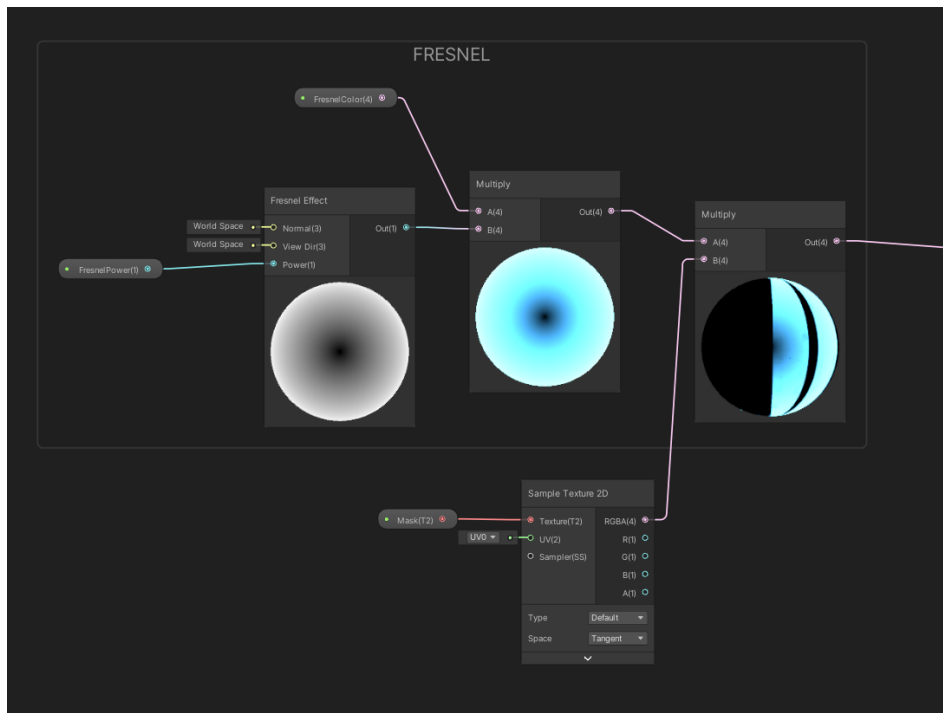 FRESNEL
FresnelColor(4)
Multiply
A(4) Out(4)
B(4)
Fresnel Effect
World Space Normal(3) Out(1)
World Space View Dir(3)
Power(1)
FresnelPower(1)
Multiply
A(4) Out(4)
B(4)
Sample Texture 2D
Mask(T2) Texture(T2) RGBA(4)
UV0 UV(2) R(1)
Sampler(SS) G(1)
B(1)
A(1)
Type Default
Space Tangent